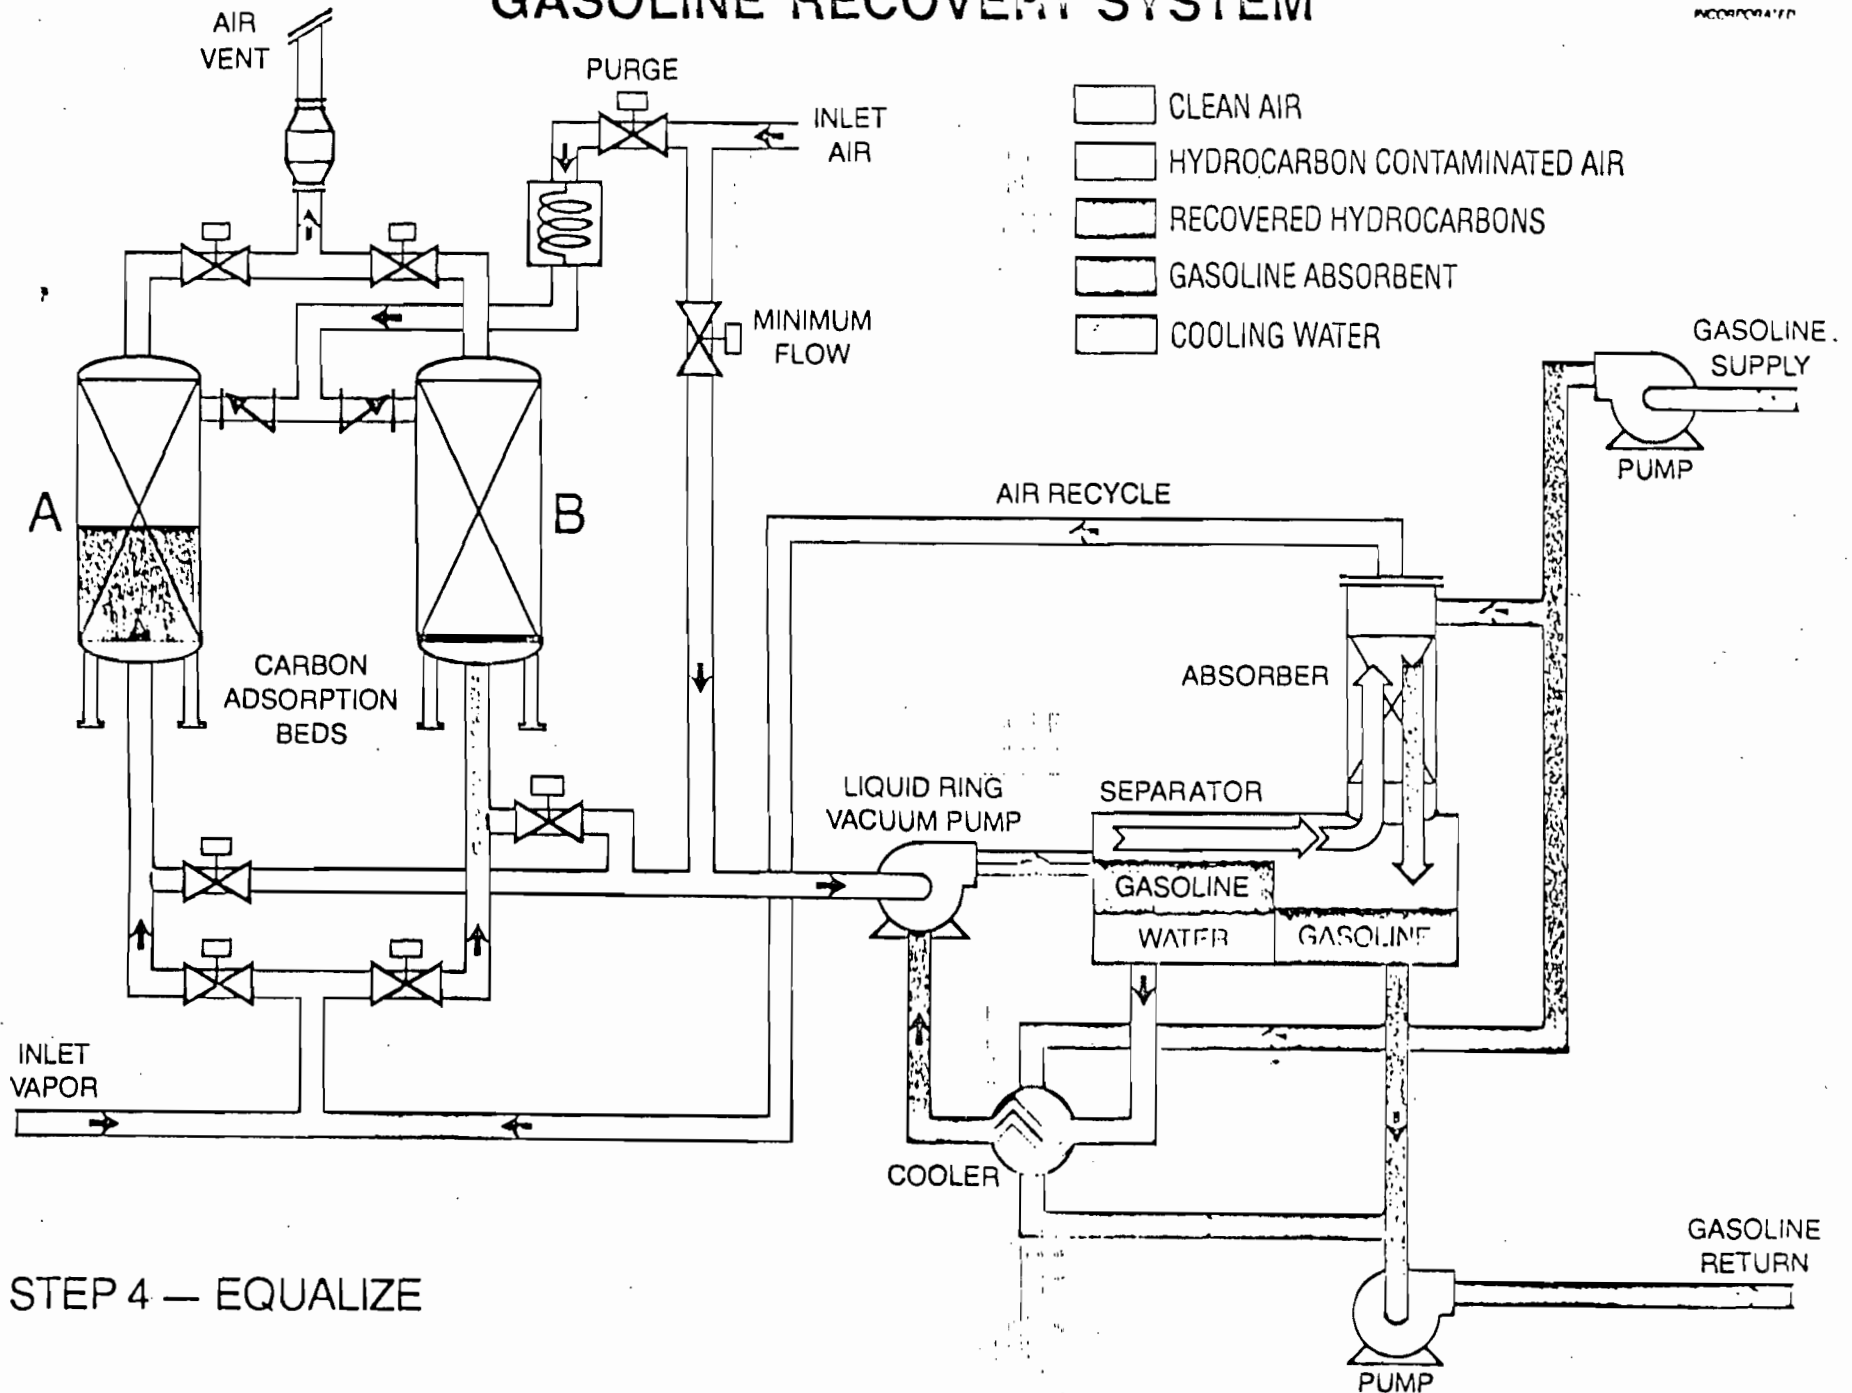 GASOLINE RECOVERY SYSTEM
INCORPORATED
AIR
VENT
PURGE
INLET
AIR
CLEAN AIR
HYDROCARBON CONTAMINATED AIR
RECOVERED HYDROCARBONS
GASOLINE ABSORBENT
COOLING WATER
MINIMUM
FLOW
GASOLINE
SUPPLY
PUMP
A
B
AIR RECYCLE
CARBON
ADSORPTION
BEDS
ABSORBER
LIQUID RING
VACUUM PUMP
SEPARATOR
GASOLINE
WATER
GASOLINE
INLET
VAPOR
COOLER
GASOLINE
RETURN
STEP 4 — EQUALIZE
PUMP